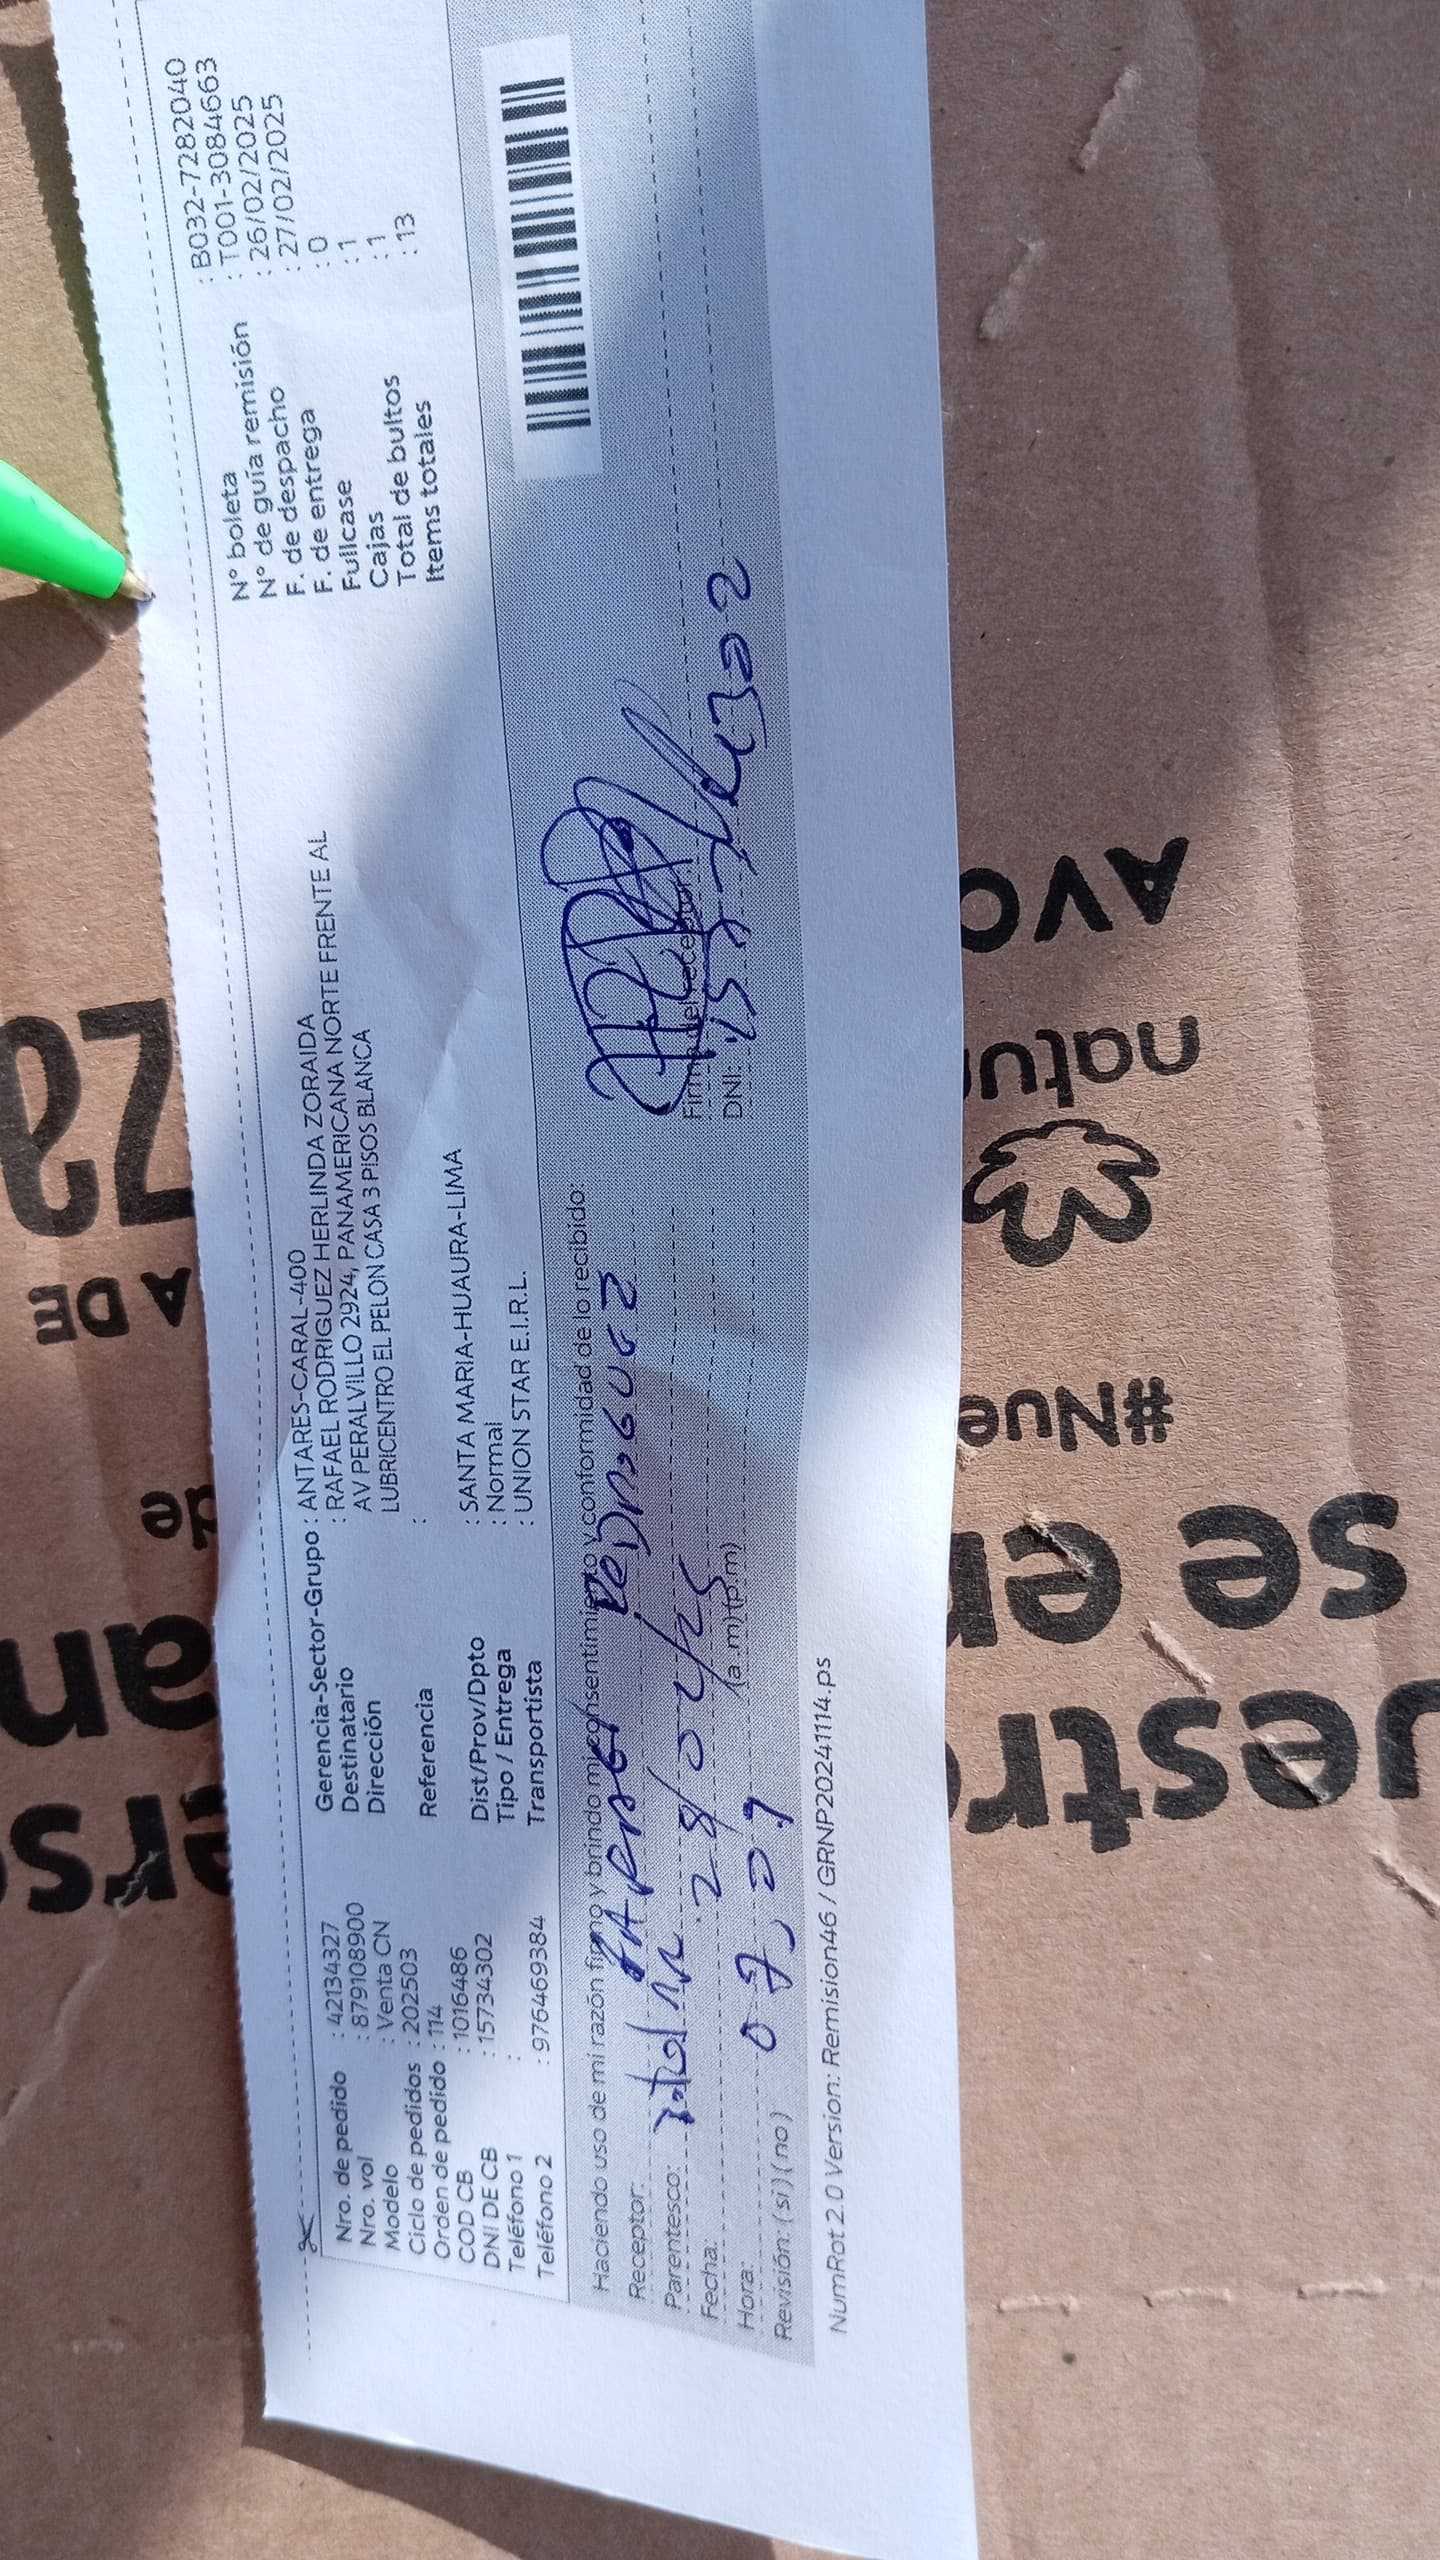 Nro. de pedido : 42134327
Nro. vol : 879108900
Modelo : Venta CN
Ciclo de pedidos : 202503
Orden de pedido : 114
COD CB : 1016486
DNI DE CB : 15734302
Teléfono 1 :
Teléfono 2 : 976469384
Gerencia-Sector-Grupo : ANTARES-CARAL-400
Destinatario : RAFAEL RODRIGUEZ HERLINDA ZORAIDA
Dirección AV PERALVILLO 2924, PANAMERICANA NORTE FRENTE AL
LUBRICENTRO EL PELON CASA 3 PISOS BLANCA
Referencia :
Dist/Prov/Dpto : SANTA MARIA-HUAURA-LIMA
Tipo / Entrega : Normal
Transportista : UNION STAR E.I.R.L.
N° boleta : B032-7282040
N° de guía remisión : T001-3084663
F. de despacho : 26/02/2025
F. de entrega : 27/02/2025
Fullcase : 0
Cajas : 1
Total de bultos : 1
Items totales : 13
Haciendo uso de mi razón firmo y brindo mi consentimiento y conformidad de lo recibido:
Receptor:
Parentesco:
Fecha:
Hora: (a.m) (p.m)
Revisión: ( si ) ( no )
Firma del receptor
DNI:
NumRot 2.0 Version: Remision46 / GRNP20241114.ps
za
A DE
de
#Nue
natu
AVO
se en